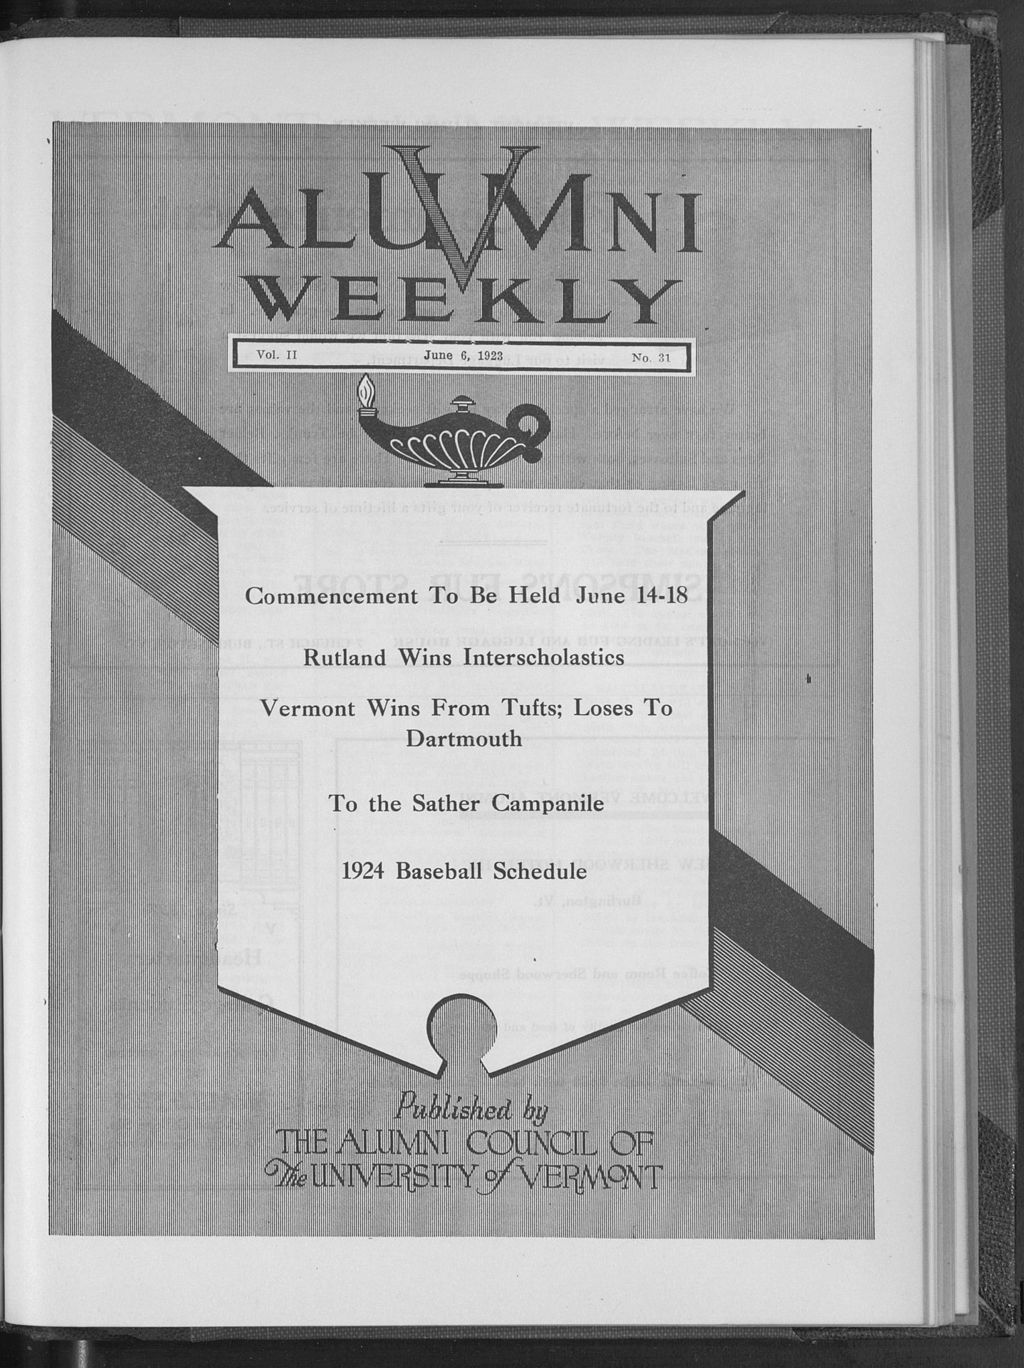 V
ALUMNI
WEEKLY
Vol. II June 6, 1923 No. 31
Commencement To Be Held June 14-18
Rutland Wins Interscholastics
Vermont Wins From Tufts; Loses To
Dartmouth
To the Sather Campanile
1924 Baseball Schedule
Published by
THE ALUMNI COUNCIL OF
The UNIVERSITY of VERMONT